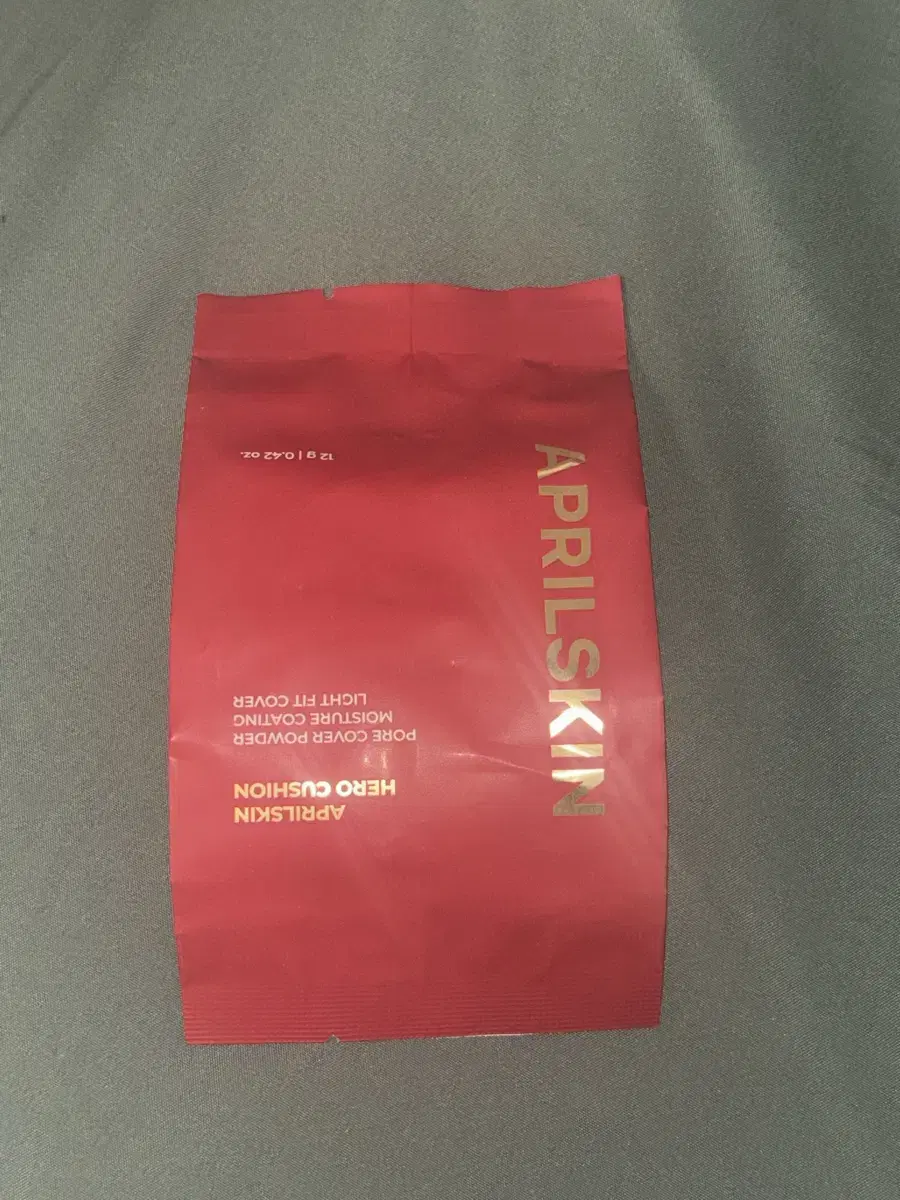 APRILSKIN
APRILSKIN
HERO CUSHION
PORE COVER POWDER
MOISTURE COATING
LIGHT FIT COVER
12 g | 0.42 oz.